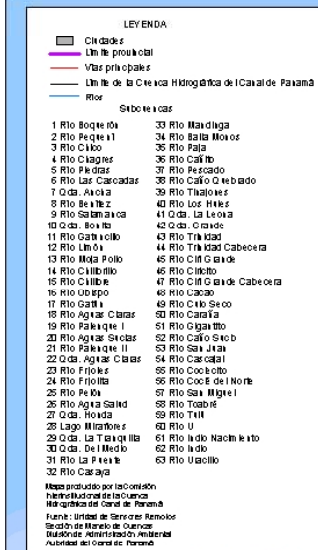 LEYENDA
Ciudades
Límite provincial
Vías principales
Límite de la Cuenca Hidrográfica del Canal de Panamá
Ríos
Subcuencas
1 Río Boquerón
2 Río Pequení
3 Río Chico
4 Río Chagres
5 Río Piedras
6 Río Las Cascadas
7 Qda. Ancha
8 Río Benítez
9 Río Salamanca
10 Qda. Bonita
11 Río Gatuncillo
12 Río Limón
13 Río Moja Pollo
14 Río Chilibrillo
15 Río Chilibre
16 Río Obispo
17 Río Gatún
18 Río Aguas Claras
19 Río Palenque I
20 Río Aguas Sucias
21 Río Palenque II
22 Qda. Aguas Claras
23 Río Frijoles
24 Río Frijolita
25 Río Pelón
26 Río Agua Salud
27 Qda. Honda
28 Lago Miraflores
29 Qda. La Tranquilla
30 Qda. Del Medio
31 Río La Puente
32 Río Casaya
33 Río Mandinga
34 Río Baila Monos
35 Río Paja
36 Río Cañito
37 Río Pescado
38 Río Caño Quebrado
39 Río Tinajones
40 Río Los Hules
41 Qda. La Leona
42 Qda. Grande
43 Río Trinidad
44 Río Trinidad Cabecera
45 Río Cirí Grande
46 Río Ciricito
47 Río Cirí Grande Cabecera
48 Río Cacao
49 Río Culo Seco
50 Río Caraña
51 Río Gigantito
52 Río Caño Sucio
53 Río San Juan
54 Río Cascajal
55 Río Coclecito
56 Río Coclé del Norte
57 Río San Miguel
58 Río Toabré
59 Río Tulú
60 Río U
61 Río Indio Nacimiento
62 Río Indio
63 Río Uracillo
Mapa producido por la Comisión
Interinstitucional de la Cuenca
Hidrográfica del Canal de Panamá
Fuente: Unidad de Sensores Remotos
Sección de Manejo de Cuencas
División de Administración Ambiental
Autoridad del Canal de Panamá